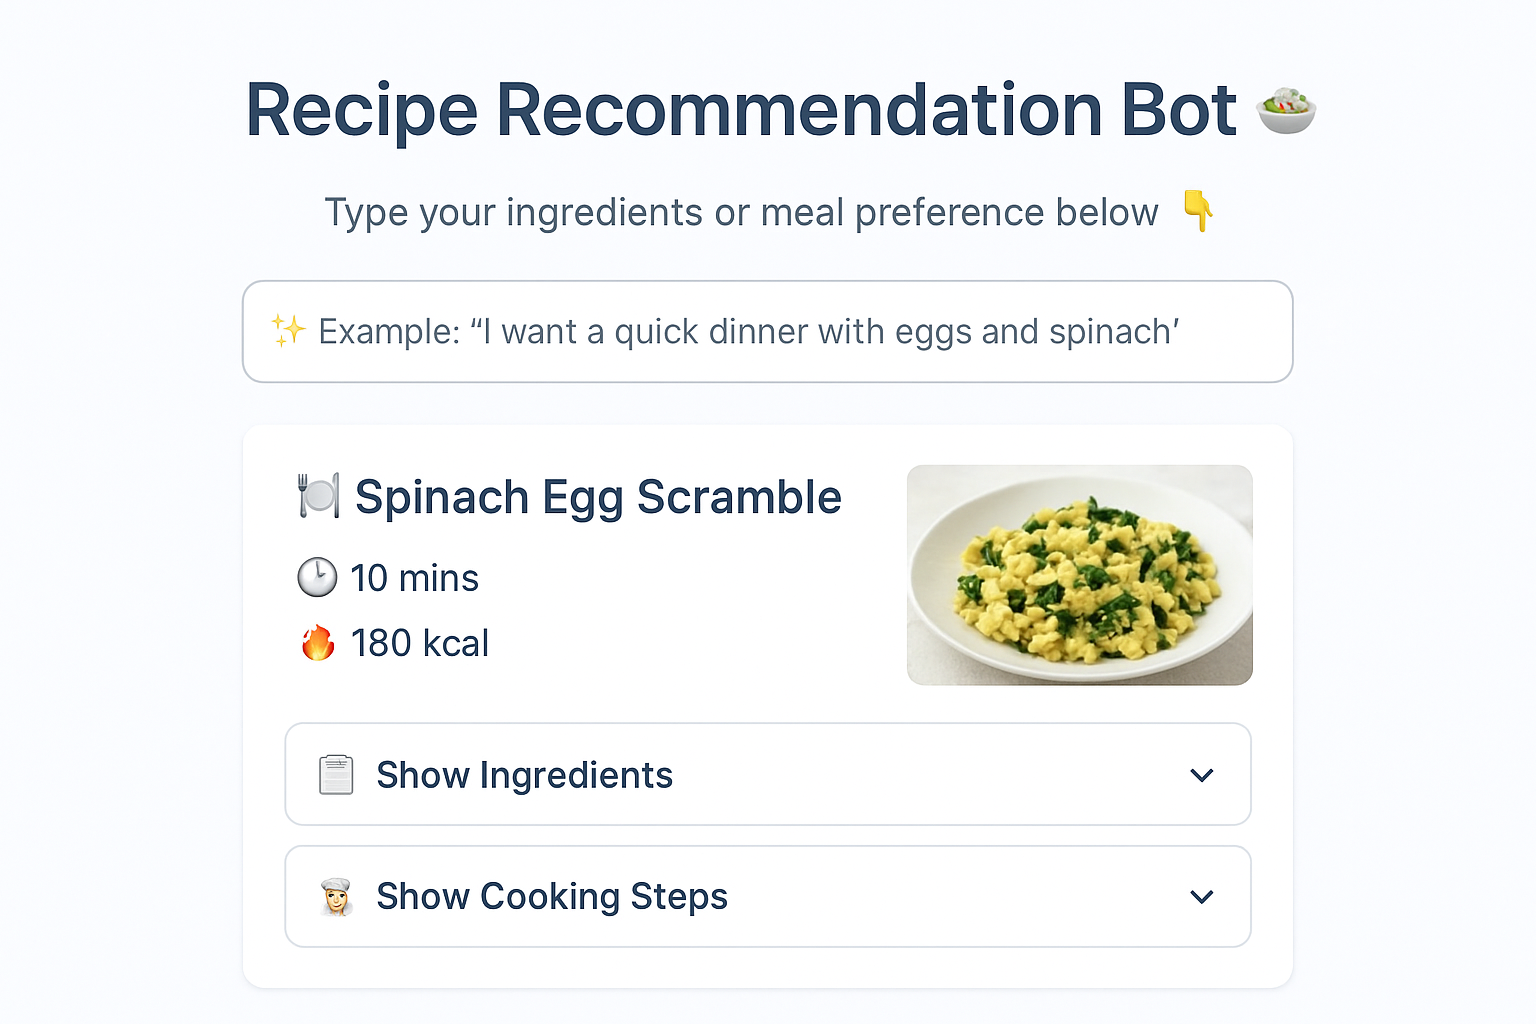 Recipe Recommendation Bot 🥗
Type your ingredients or meal preference below 👇
✨ Example: “I want a quick dinner with eggs and spinach’
🍽️ Spinach Egg Scramble
🕒 10 mins
🔥 180 kcal
📋 Show Ingredients
🧑‍🍳 Show Cooking Steps